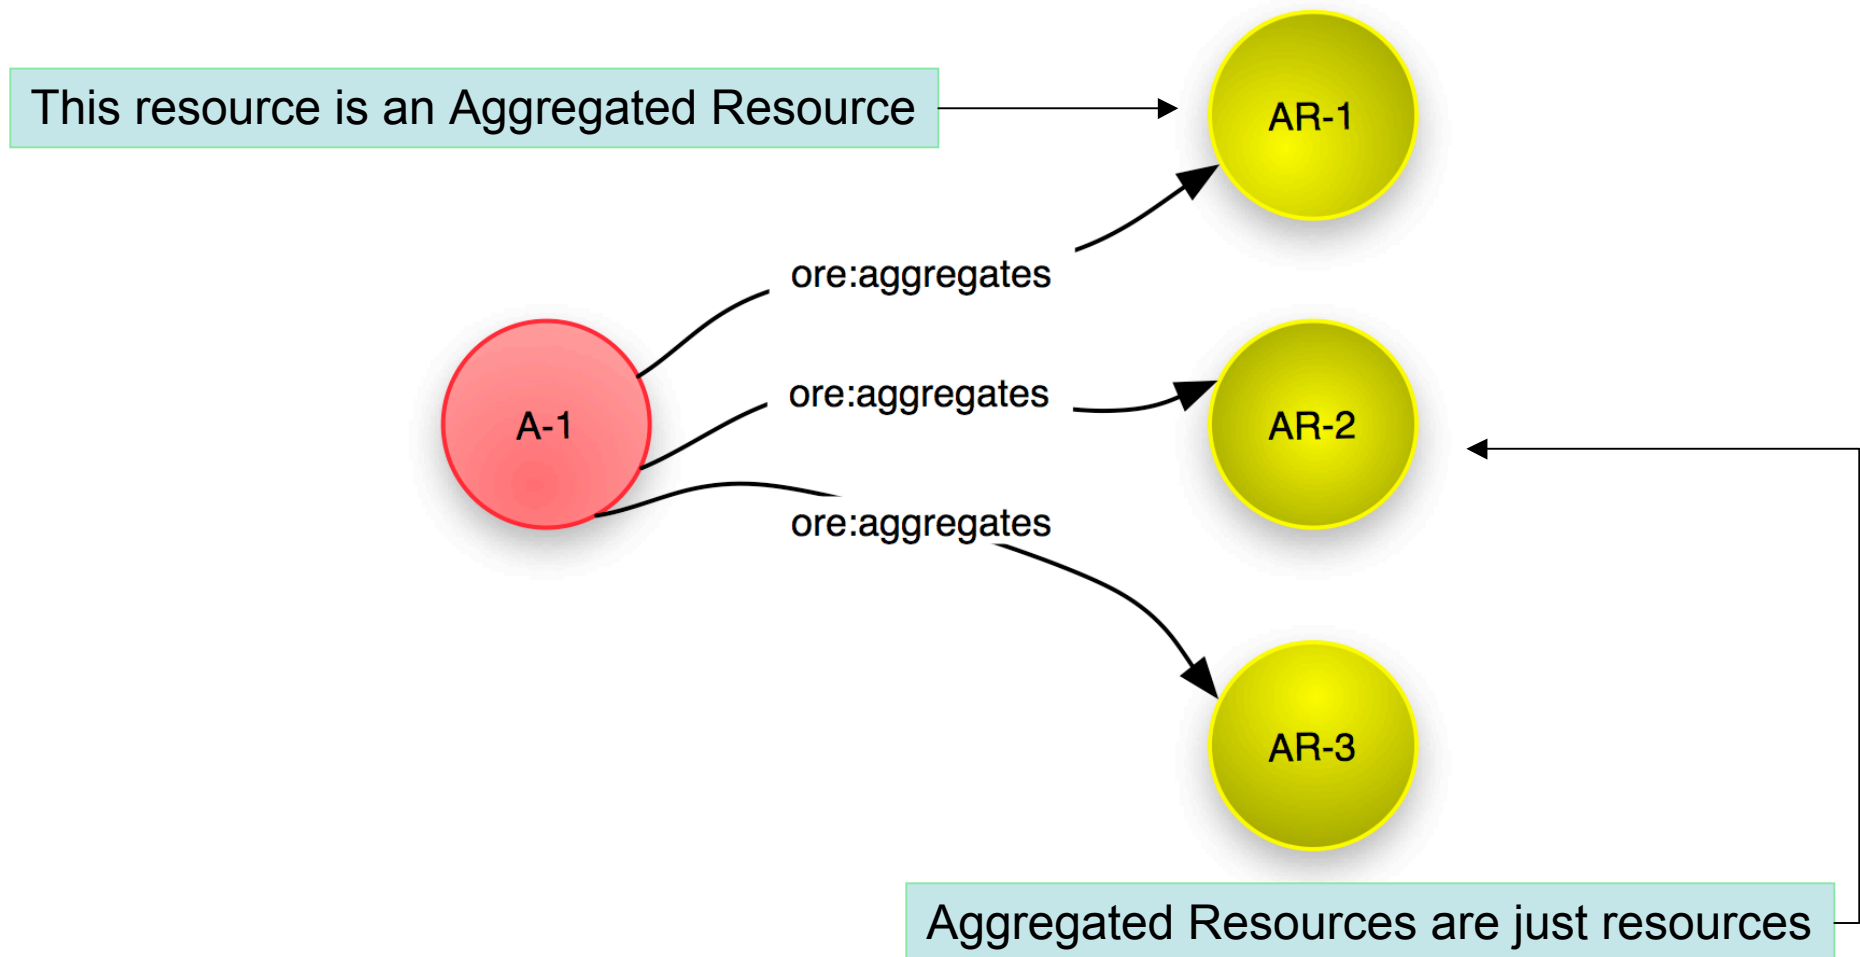 This resource is an Aggregated Resource
AR-1
ore:aggregates
ore:aggregates
A-1
AR-2
ore:aggregates
AR-3
Aggregated Resources are just resources